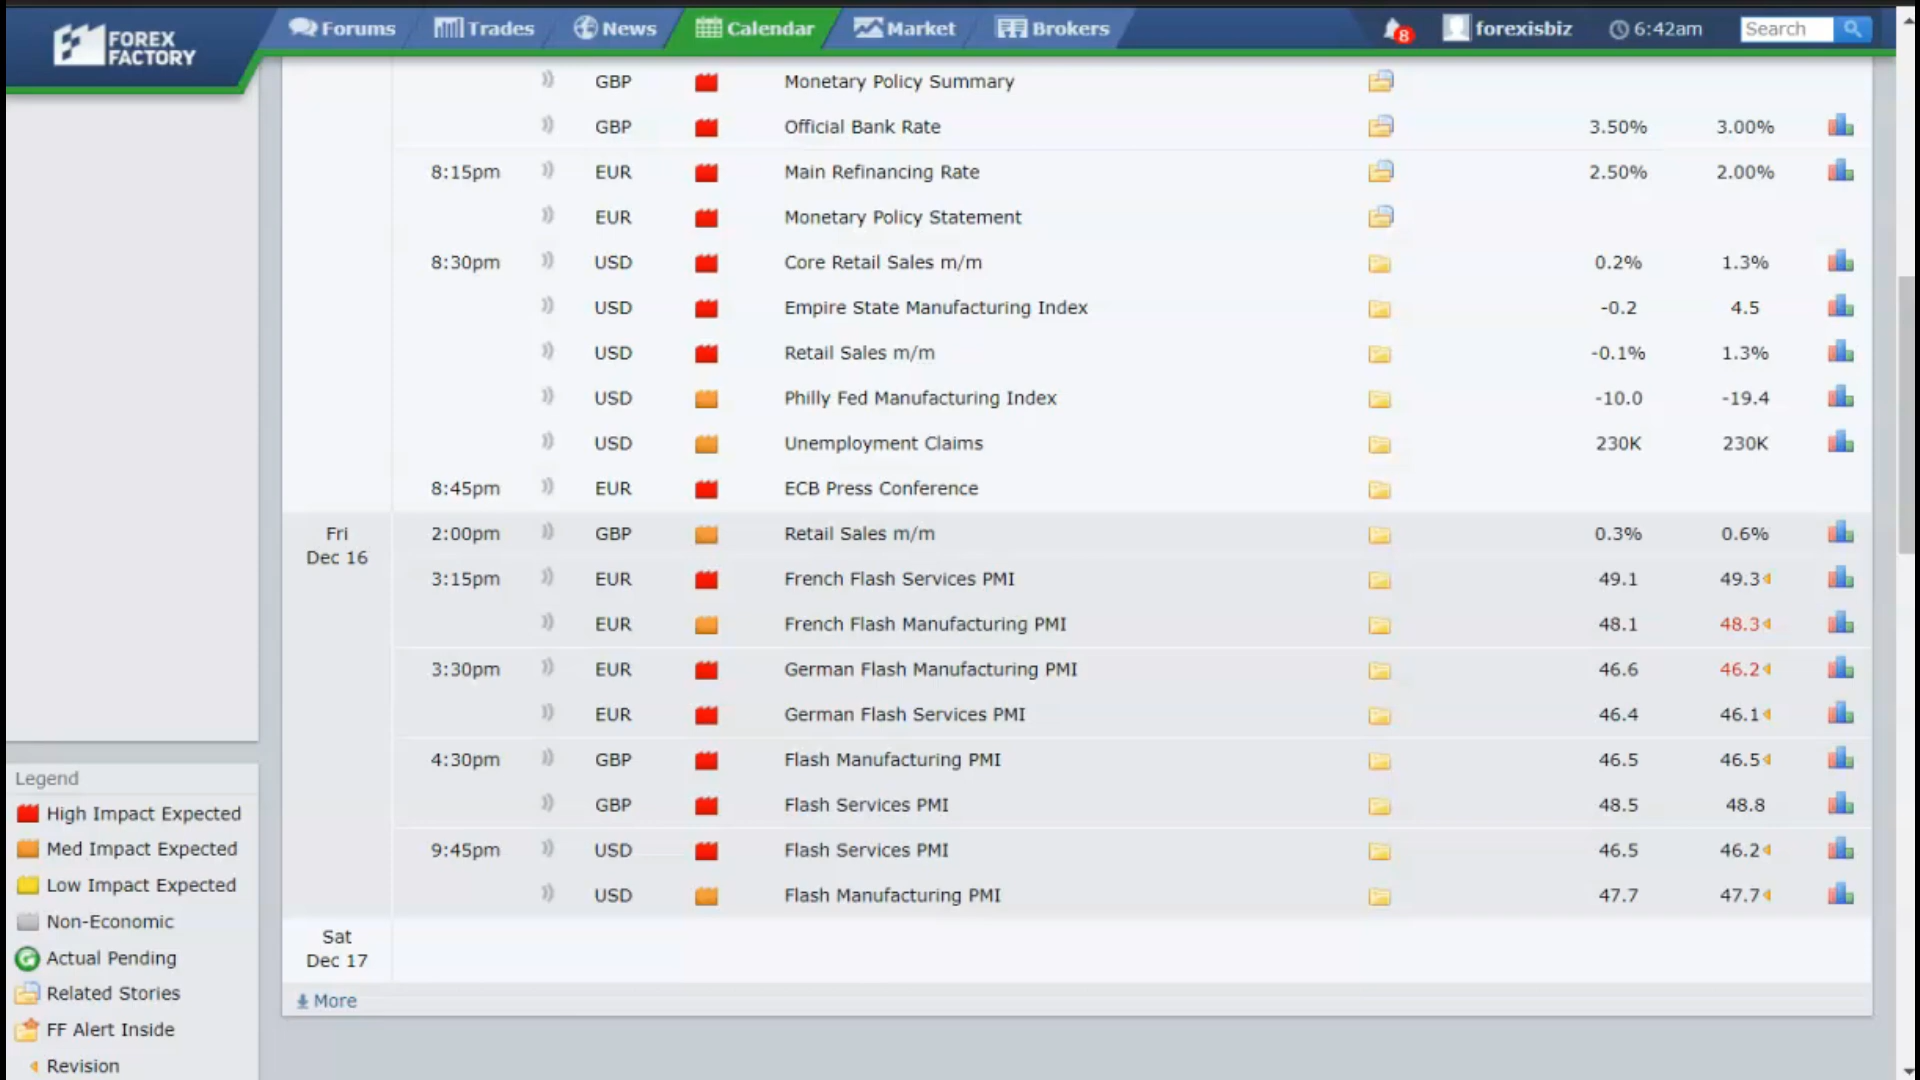 FOREX
FACTORY
Forums Trades News Calendar Market Brokers 8 forexisbiz 6:42am Search
GBP Monetary Policy Summary
GBP Official Bank Rate 3.50% 3.00%
8:15pm EUR Main Refinancing Rate 2.50% 2.00%
EUR Monetary Policy Statement
8:30pm USD Core Retail Sales m/m 0.2% 1.3%
USD Empire State Manufacturing Index -0.2 4.5
USD Retail Sales m/m -0.1% 1.3%
USD Philly Fed Manufacturing Index -10.0 -19.4
USD Unemployment Claims 230K 230K
8:45pm EUR ECB Press Conference
Fri
Dec 16
2:00pm GBP Retail Sales m/m 0.3% 0.6%
3:15pm EUR French Flash Services PMI 49.1 49.3
EUR French Flash Manufacturing PMI 48.1 48.3
3:30pm EUR German Flash Manufacturing PMI 46.6 46.2
EUR German Flash Services PMI 46.4 46.1
4:30pm GBP Flash Manufacturing PMI 46.5 46.5
GBP Flash Services PMI 48.5 48.8
9:45pm USD Flash Services PMI 46.5 46.2
USD Flash Manufacturing PMI 47.7 47.7
Sat
Dec 17
More
Legend
High Impact Expected
Med Impact Expected
Low Impact Expected
Non-Economic
Actual Pending
Related Stories
FF Alert Inside
Revision